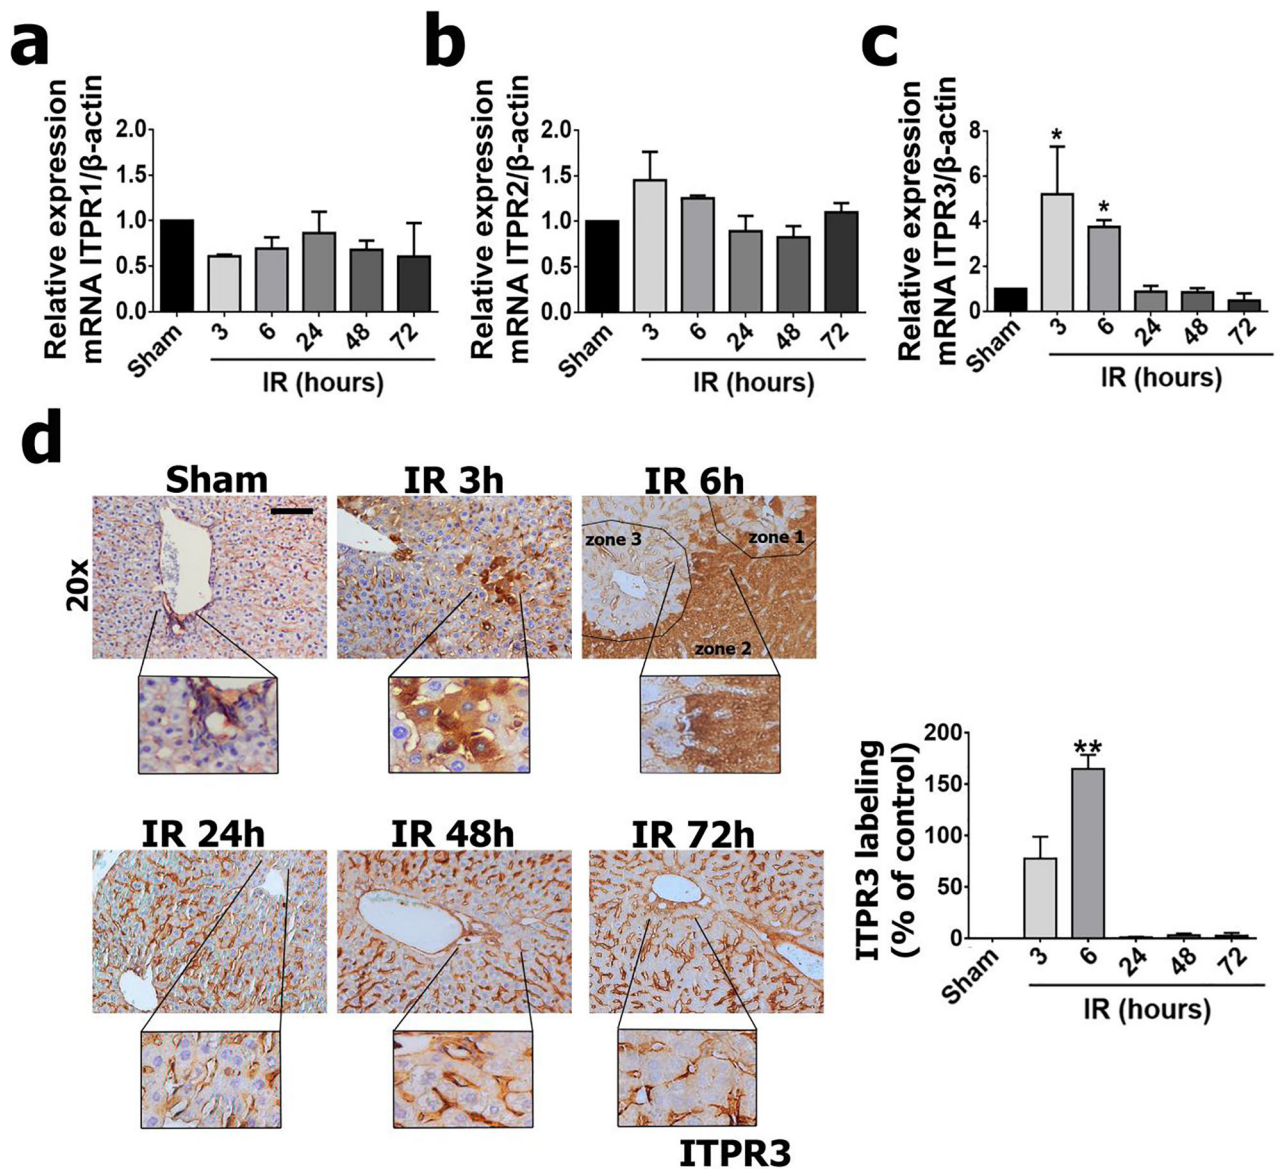 a
Relative expression
mRNA ITPR1/β-actin
2.0
1.5
1.0
0.5
0.0
Sham
3
6
24
48
72
IR (hours)
b
Relative expression
mRNA ITPR2/β-actin
2.0
1.5
1.0
0.5
0.0
Sham
3
6
24
48
72
IR (hours)
c
Relative expression
mRNA ITPR3/β-actin
8
6
4
2
0
*
*
Sham
3
6
24
48
72
IR (hours)
d
Sham
IR 3h
IR 6h
20x
zone 3
zone 1
zone 2
IR 24h
IR 48h
IR 72h
ITPR3
ITPR3 labeling
(% of control)
200
150
100
50
0
**
Sham
3
6
24
48
72
IR (hours)